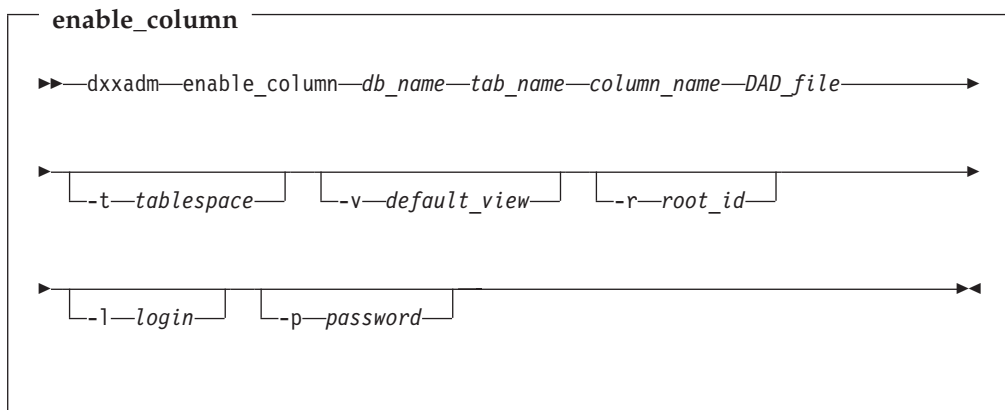 enable_column
dxxadm enable_column db_name tab_name column_name DAD_file
-t tablespace -v default_view -r root_id
-l login -p password